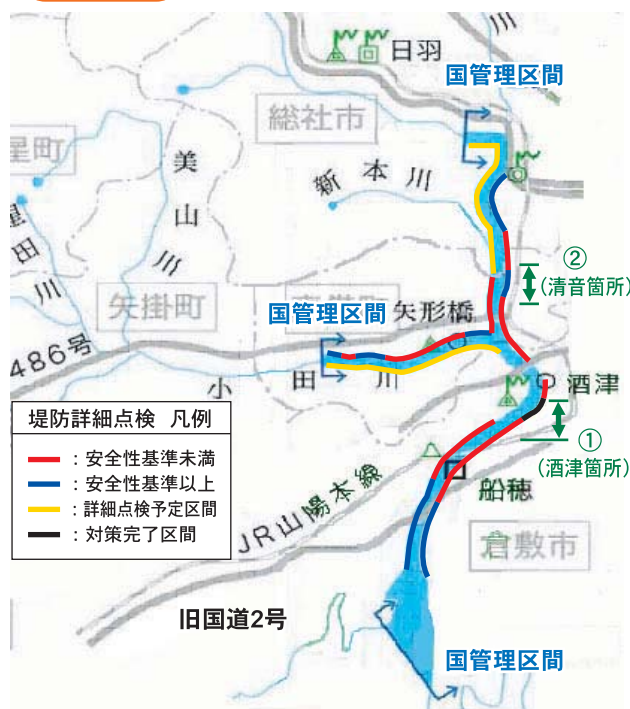 川
日羽
国管理区間
総社市
星町
美
山
川
新本川
②
(清音箇所)
田
川
矢掛町
矢形橋
国管理区間
486号
小田川
酒津
①
(酒津箇所)
堤防詳細点検 凡例
：安全性基準未満
：安全性基準以上
：詳細点検予定区間
：対策完了区間
船穂
JR山陽本線
倉敷市
旧国道2号
国管理区間